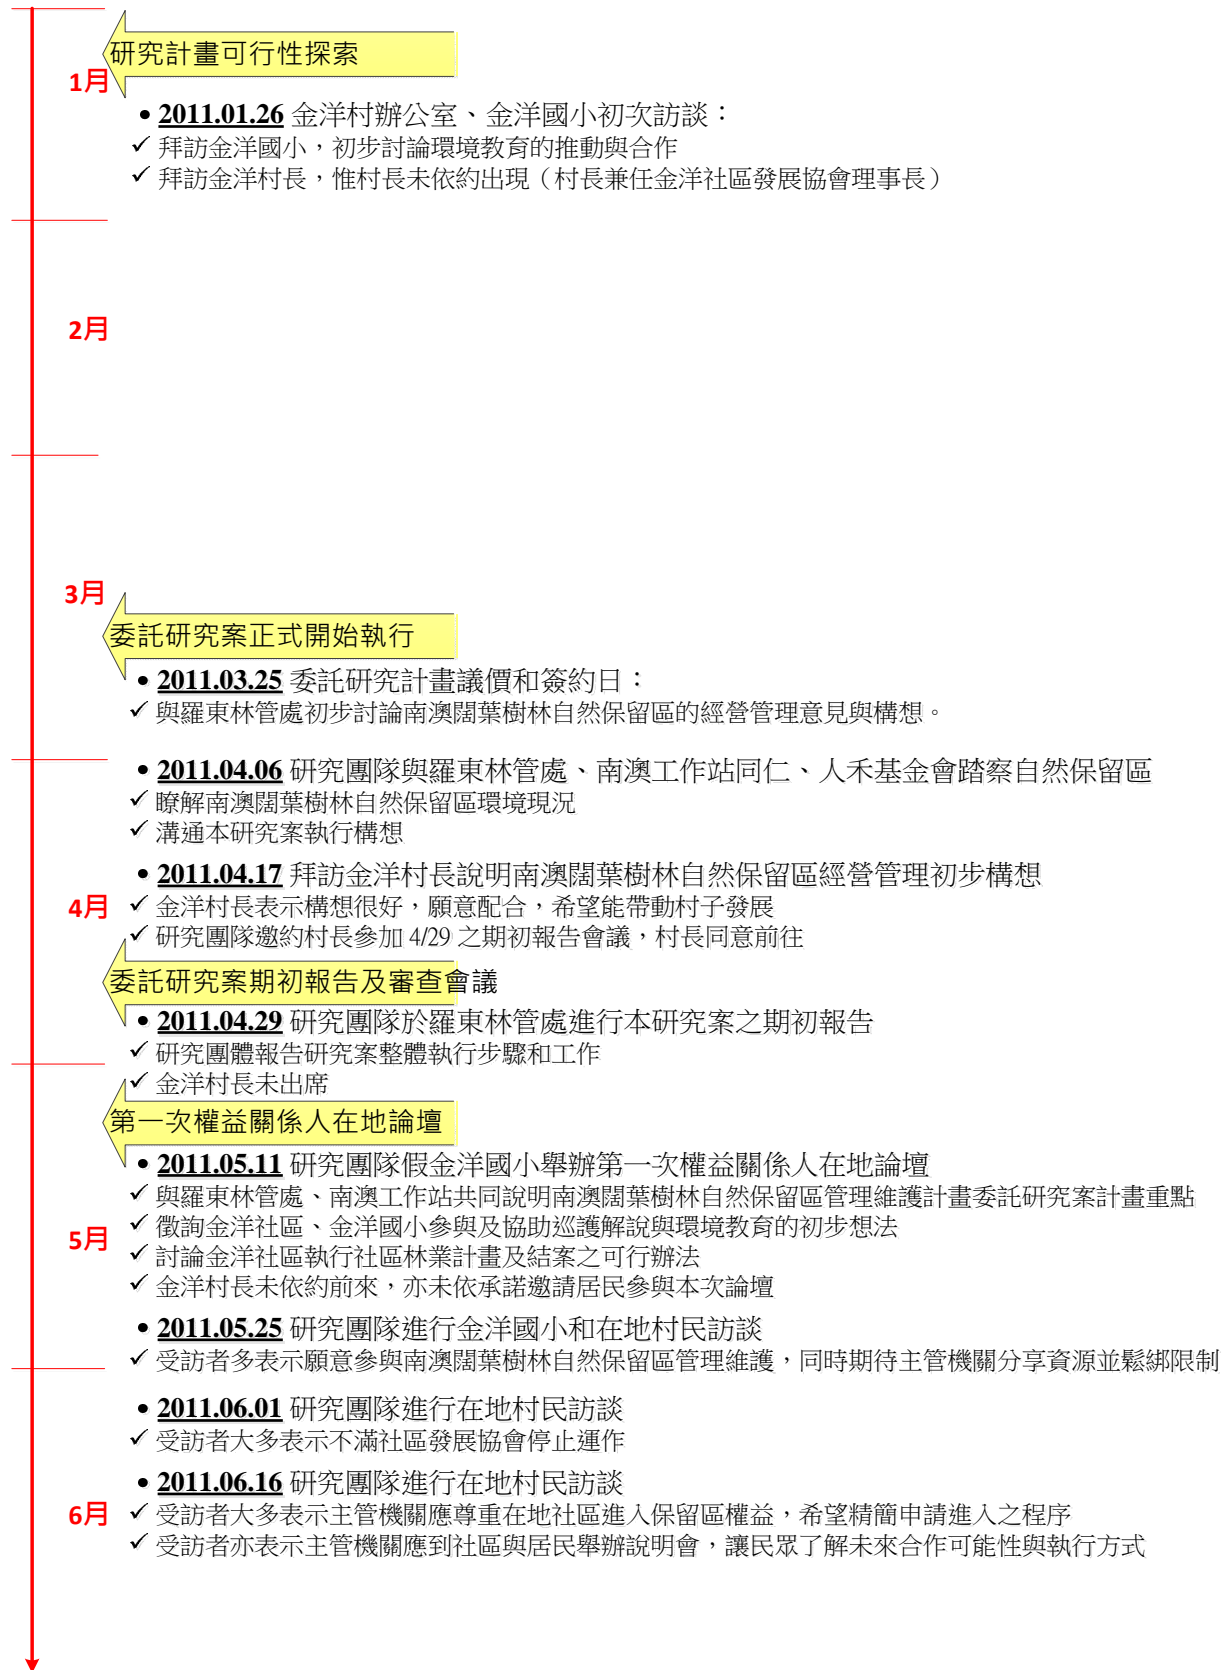 研究計畫可行性探索
1月
• 2011.01.26 金洋村辦公室、金洋國小初次訪談：
✓ 拜訪金洋國小，初步討論環境教育的推動與合作
✓ 拜訪金洋村長，惟村長未依約出現（村長兼任金洋社區發展協會理事長）
2月
3月
委託研究案正式開始執行
• 2011.03.25 委託研究計畫議價和簽約日：
✓ 與羅東林管處初步討論南澳闊葉樹林自然保留區的經營管理意見與構想。
• 2011.04.06 研究團隊與羅東林管處、南澳工作站同仁、人禾基金會踏察自然保留區
✓ 瞭解南澳闊葉樹林自然保留區環境現況
✓ 溝通本研究案執行構想
• 2011.04.17 拜訪金洋村長說明南澳闊葉樹林自然保留區經營管理初步構想
4月
✓ 金洋村長表示構想很好，願意配合，希望能帶動村子發展
✓ 研究團隊邀約村長參加 4/29 之期初報告會議，村長同意前往
委託研究案期初報告及審查會議
• 2011.04.29 研究團隊於羅東林管處進行本研究案之期初報告
✓ 研究團體報告研究案整體執行步驟和工作
✓ 金洋村長未出席
第一次權益關係人在地論壇
• 2011.05.11 研究團隊假金洋國小舉辦第一次權益關係人在地論壇
✓ 與羅東林管處、南澳工作站共同說明南澳闊葉樹林自然保留區管理維護計畫委託研究案計畫重點
✓ 徵詢金洋社區、金洋國小參與及協助巡護解說與環境教育的初步想法
5月
✓ 討論金洋社區執行社區林業計畫及結案之可行辦法
✓ 金洋村長未依約前來，亦未依承諾邀請居民參與本次論壇
• 2011.05.25 研究團隊進行金洋國小和在地村民訪談
✓ 受訪者多表示願意參與南澳闊葉樹林自然保留區管理維護，同時期待主管機關分享資源並鬆綁限制
• 2011.06.01 研究團隊進行在地村民訪談
✓ 受訪者大多表示不滿社區發展協會停止運作
• 2011.06.16 研究團隊進行在地村民訪談
6月
✓ 受訪者大多表示主管機關應尊重在地社區進入保留區權益，希望精簡申請進入之程序
✓ 受訪者亦表示主管機關應到社區與居民舉辦說明會，讓民眾了解未來合作可能性與執行方式